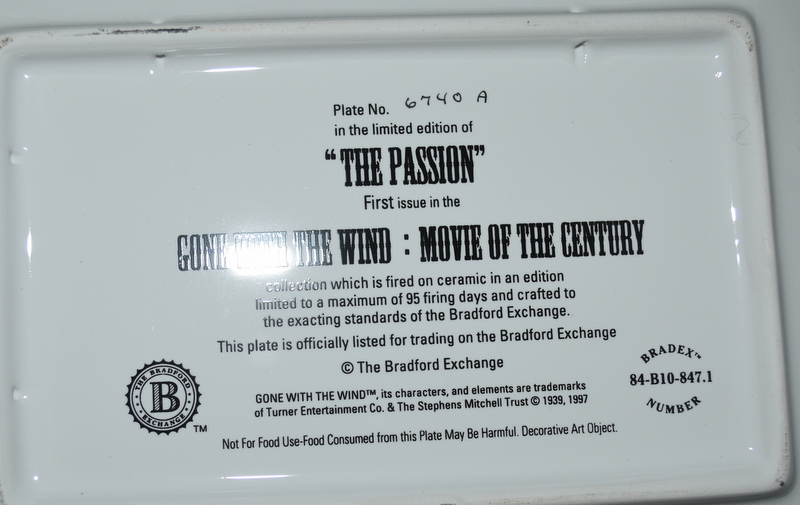 Plate No. 6740 A
in the limited edition of
“THE PASSION”
First issue in the
GONE WITH THE WIND : MOVIE OF THE CENTURY
collection which is fired on ceramic in an edition
limited to a maximum of 95 firing days and crafted to
the exacting standards of the Bradford Exchange.
This plate is officially listed for trading on the Bradford Exchange
© The Bradford Exchange
GONE WITH THE WIND™, its characters, and elements are trademarks
of Turner Entertainment Co. & The Stephens Mitchell Trust © 1939, 1997
Not For Food Use-Food Consumed from this Plate May Be Harmful. Decorative Art Object.
THE BRADFORD
B
EXCHANGE
TM
BRADEX™
84-B10-847.1
NUMBER